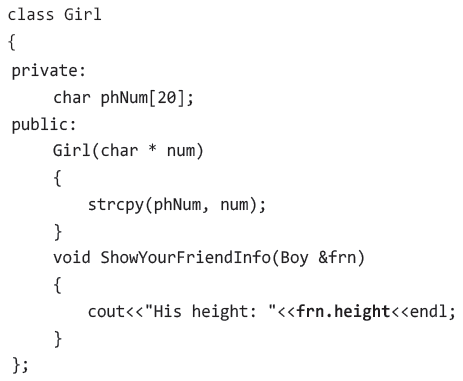 class Girl
{
private:
    char phNum[20];
public:
    Girl(char * num)
    {
        strcpy(phNum, num);
    }
    void ShowYourFriendInfo(Boy &frn)
    {
        cout<<"His height: "<<frn.height<<endl;
    }
};